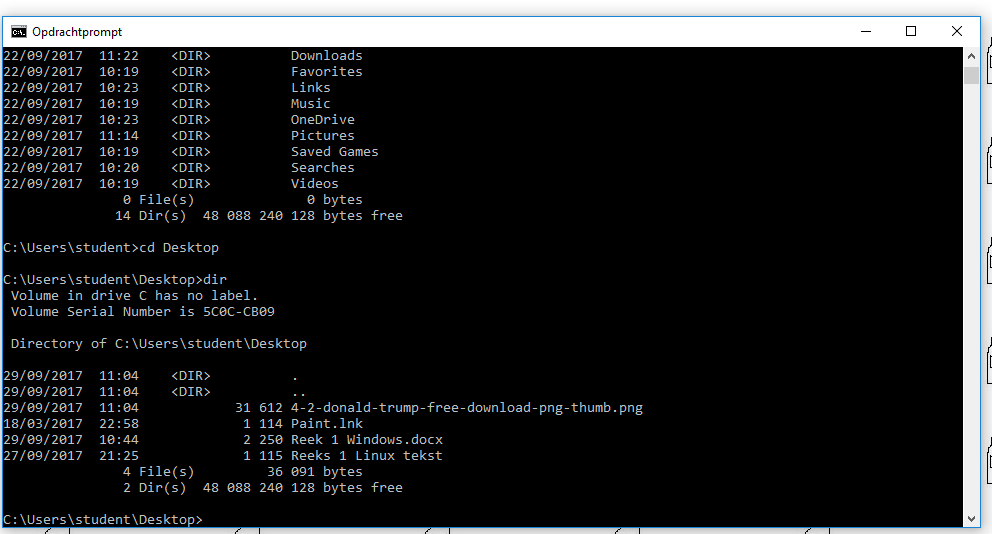 Opdrachtprompt
22/09/2017  11:22    <DIR>          Downloads
22/09/2017  10:19    <DIR>          Favorites
22/09/2017  10:23    <DIR>          Links
22/09/2017  10:19    <DIR>          Music
22/09/2017  10:23    <DIR>          OneDrive
22/09/2017  11:14    <DIR>          Pictures
22/09/2017  10:19    <DIR>          Saved Games
22/09/2017  10:20    <DIR>          Searches
22/09/2017  10:19    <DIR>          Videos
               0 File(s)              0 bytes
              14 Dir(s)  48 088 240 128 bytes free
C:\Users\student>cd Desktop
C:\Users\student\Desktop>dir
 Volume in drive C has no label.
 Volume Serial Number is 5C0C-CB09
 Directory of C:\Users\student\Desktop
29/09/2017  11:04    <DIR>          .
29/09/2017  11:04    <DIR>          ..
29/09/2017  11:04            31 612 4-2-donald-trump-free-download-png-thumb.png
18/03/2017  22:58             1 114 Paint.lnk
29/09/2017  10:44             2 250 Reek 1 Windows.docx
27/09/2017  21:25             1 115 Reeks 1 Linux tekst
               4 File(s)         36 091 bytes
               2 Dir(s)  48 088 240 128 bytes free
C:\Users\student\Desktop>